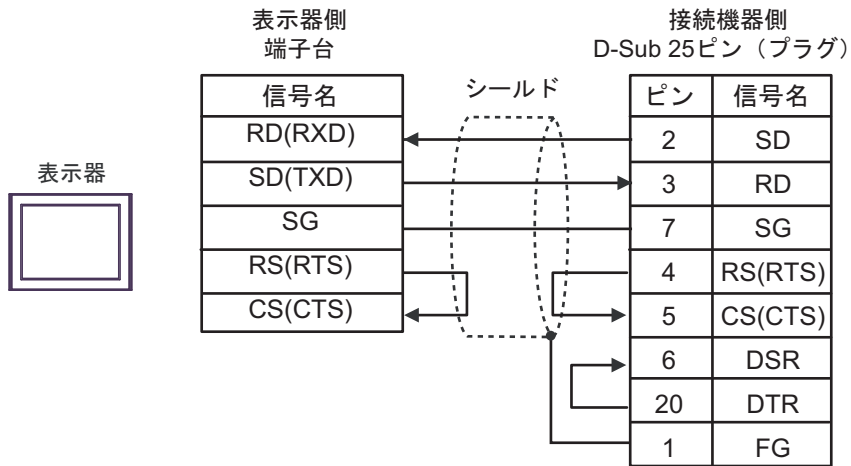 表示器側
端子台
接続機器側
D-Sub 25ピン（プラグ）
シールド
表示器
信号名
RD(RXD)
SD(TXD)
SG
RS(RTS)
CS(CTS)
ピン 信号名
2 SD
3 RD
7 SG
4 RS(RTS)
5 CS(CTS)
6 DSR
20 DTR
1 FG